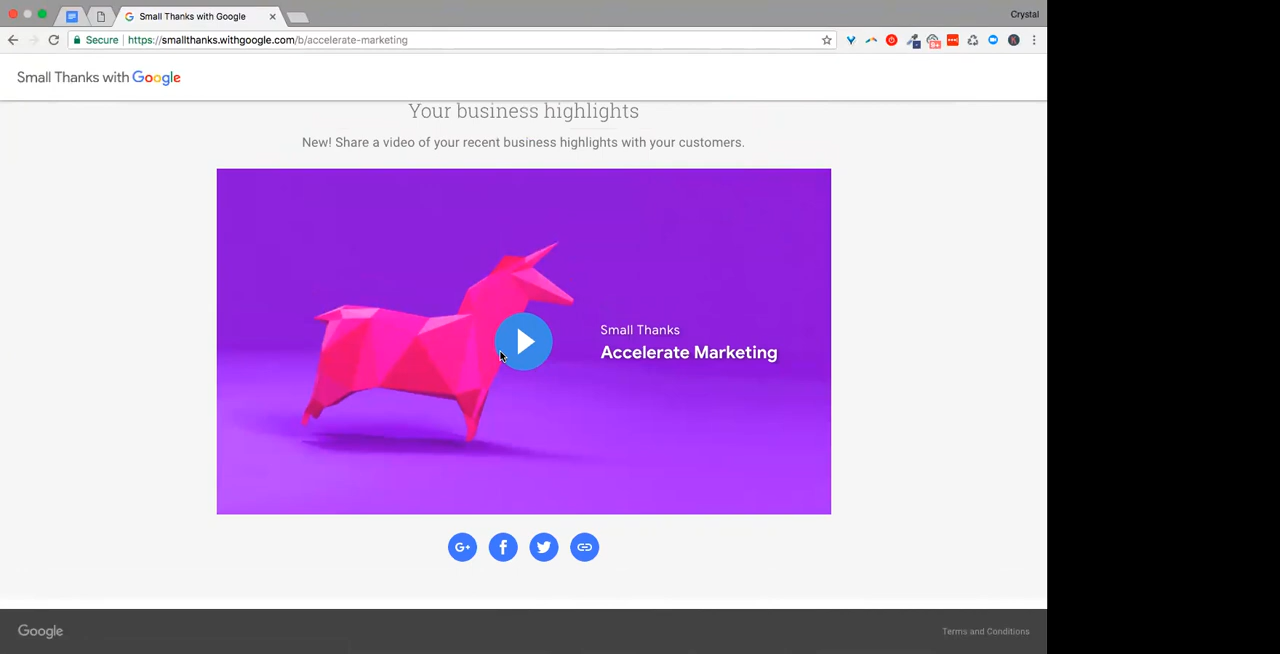 Small Thanks with Google
Crystal
Secure
https://smallthanks.withgoogle.com/b/accelerate-marketing
9+
Small Thanks with Google
Your business highlights
New! Share a video of your recent business highlights with your customers.
Small Thanks
Accelerate Marketing
G+
Google
Terms and Conditions